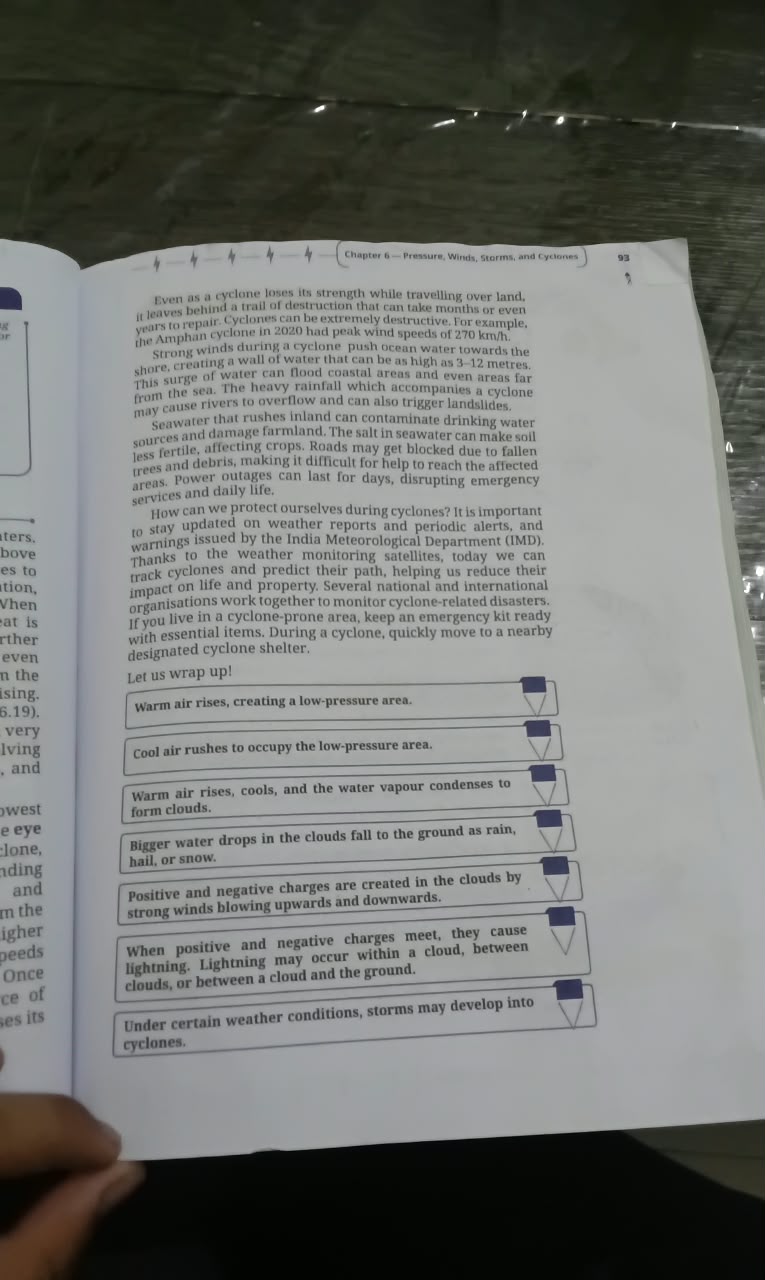 Chapter 6 — Pressure, Winds, Storms, and Cyclones
93
Even as a cyclone loses its strength while travelling over land,
it leaves behind a trail of destruction that can take months or even
years to repair. Cyclones can be extremely destructive. For example,
the Amphan cyclone in 2020 had peak wind speeds of 270 km/h.
Strong winds during a cyclone push ocean water towards the
shore, creating a wall of water that can be as high as 3–12 metres.
This surge of water can flood coastal areas and even areas far
from the sea. The heavy rainfall which accompanies a cyclone
may cause rivers to overflow and can also trigger landslides.
Seawater that rushes inland can contaminate drinking water
sources and damage farmland. The salt in seawater can make soil
less fertile, affecting crops. Roads may get blocked due to fallen
trees and debris, making it difficult for help to reach the affected
areas. Power outages can last for days, disrupting emergency
services and daily life.
How can we protect ourselves during cyclones? It is important
to stay updated on weather reports and periodic alerts, and
warnings issued by the India Meteorological Department (IMD).
Thanks to the weather monitoring satellites, today we can
track cyclones and predict their path, helping us reduce their
impact on life and property. Several national and international
organisations work together to monitor cyclone-related disasters.
If you live in a cyclone-prone area, keep an emergency kit ready
with essential items. During a cyclone, quickly move to a nearby
designated cyclone shelter.
Let us wrap up!
Warm air rises, creating a low-pressure area.
Cool air rushes to occupy the low-pressure area.
Warm air rises, cools, and the water vapour condenses to
form clouds.
Bigger water drops in the clouds fall to the ground as rain,
hail, or snow.
Positive and negative charges are created in the clouds by
strong winds blowing upwards and downwards.
When positive and negative charges meet, they cause
lightning. Lightning may occur within a cloud, between
clouds, or between a cloud and the ground.
Under certain weather conditions, storms may develop into
cyclones.